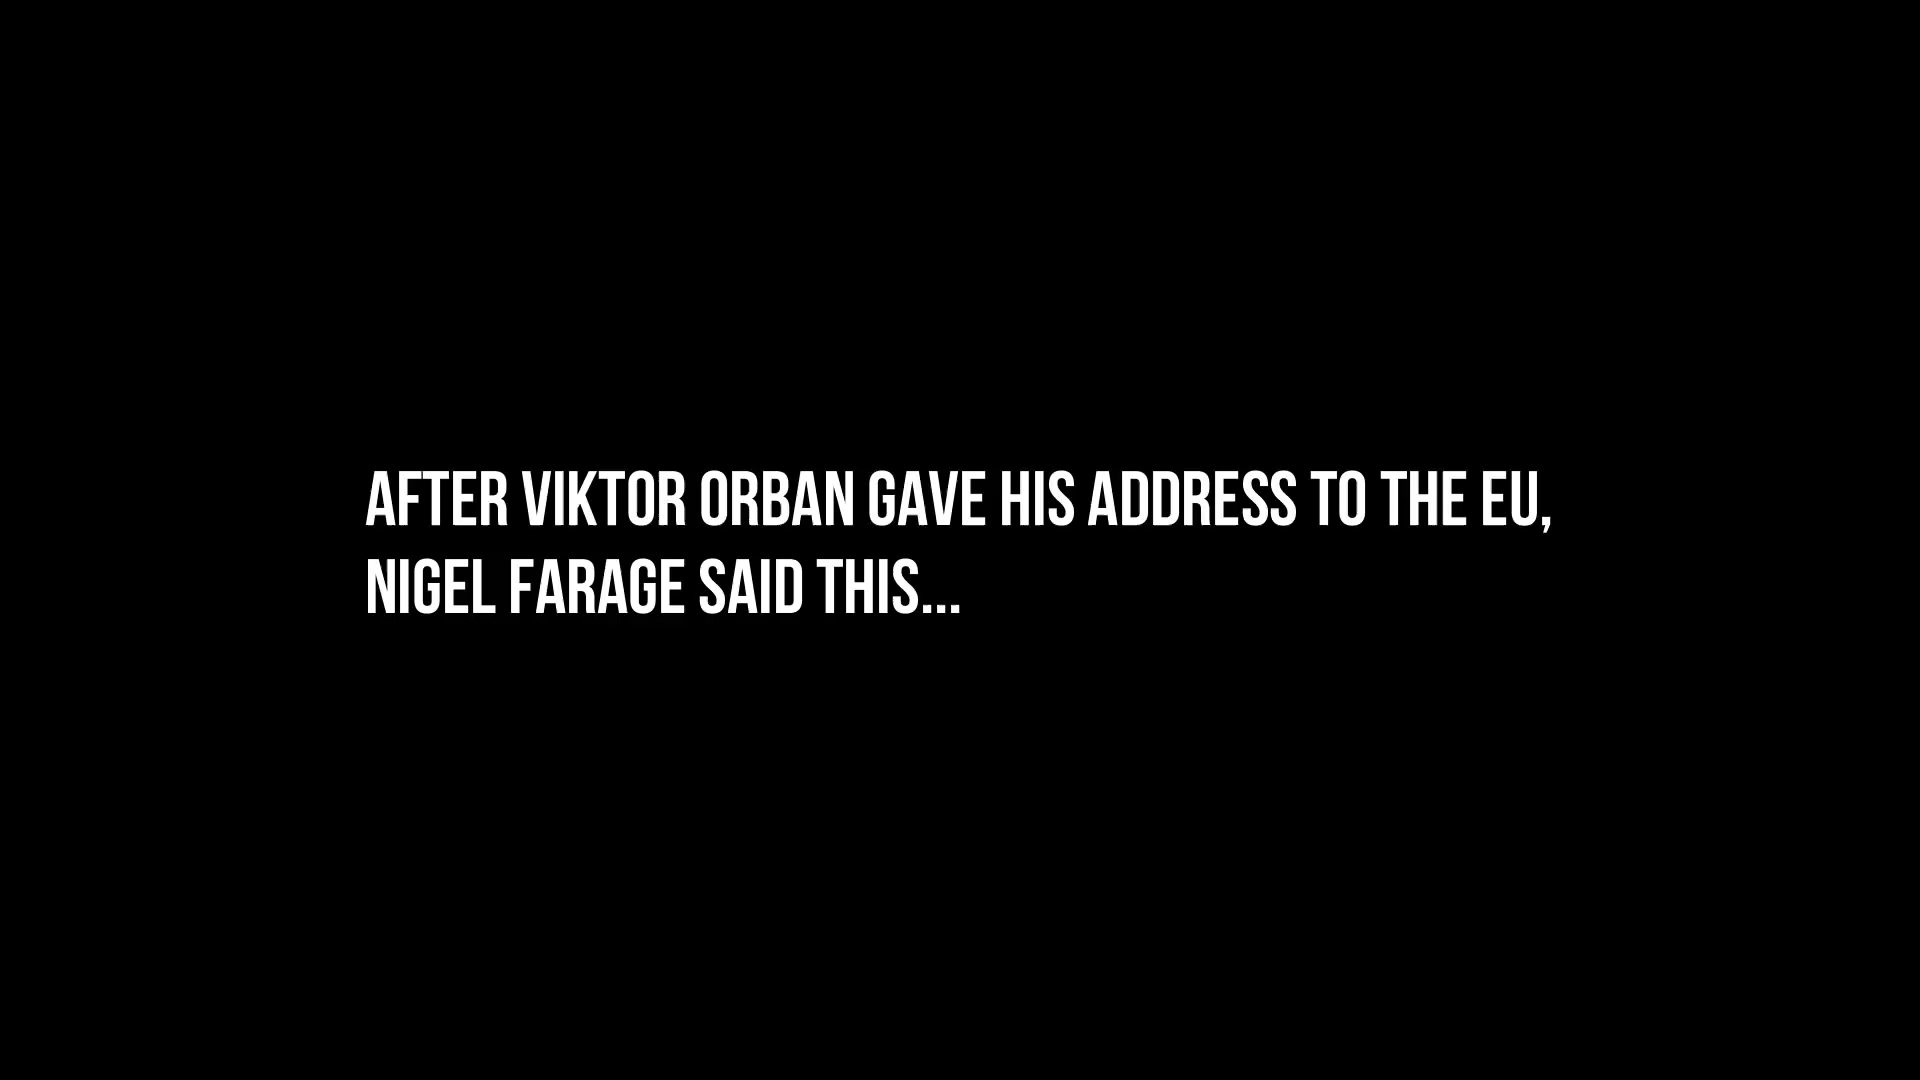 AFTER VIKTOR ORBAN GAVE HIS ADDRESS TO THE EU,
NIGEL FARAGE SAID THIS...